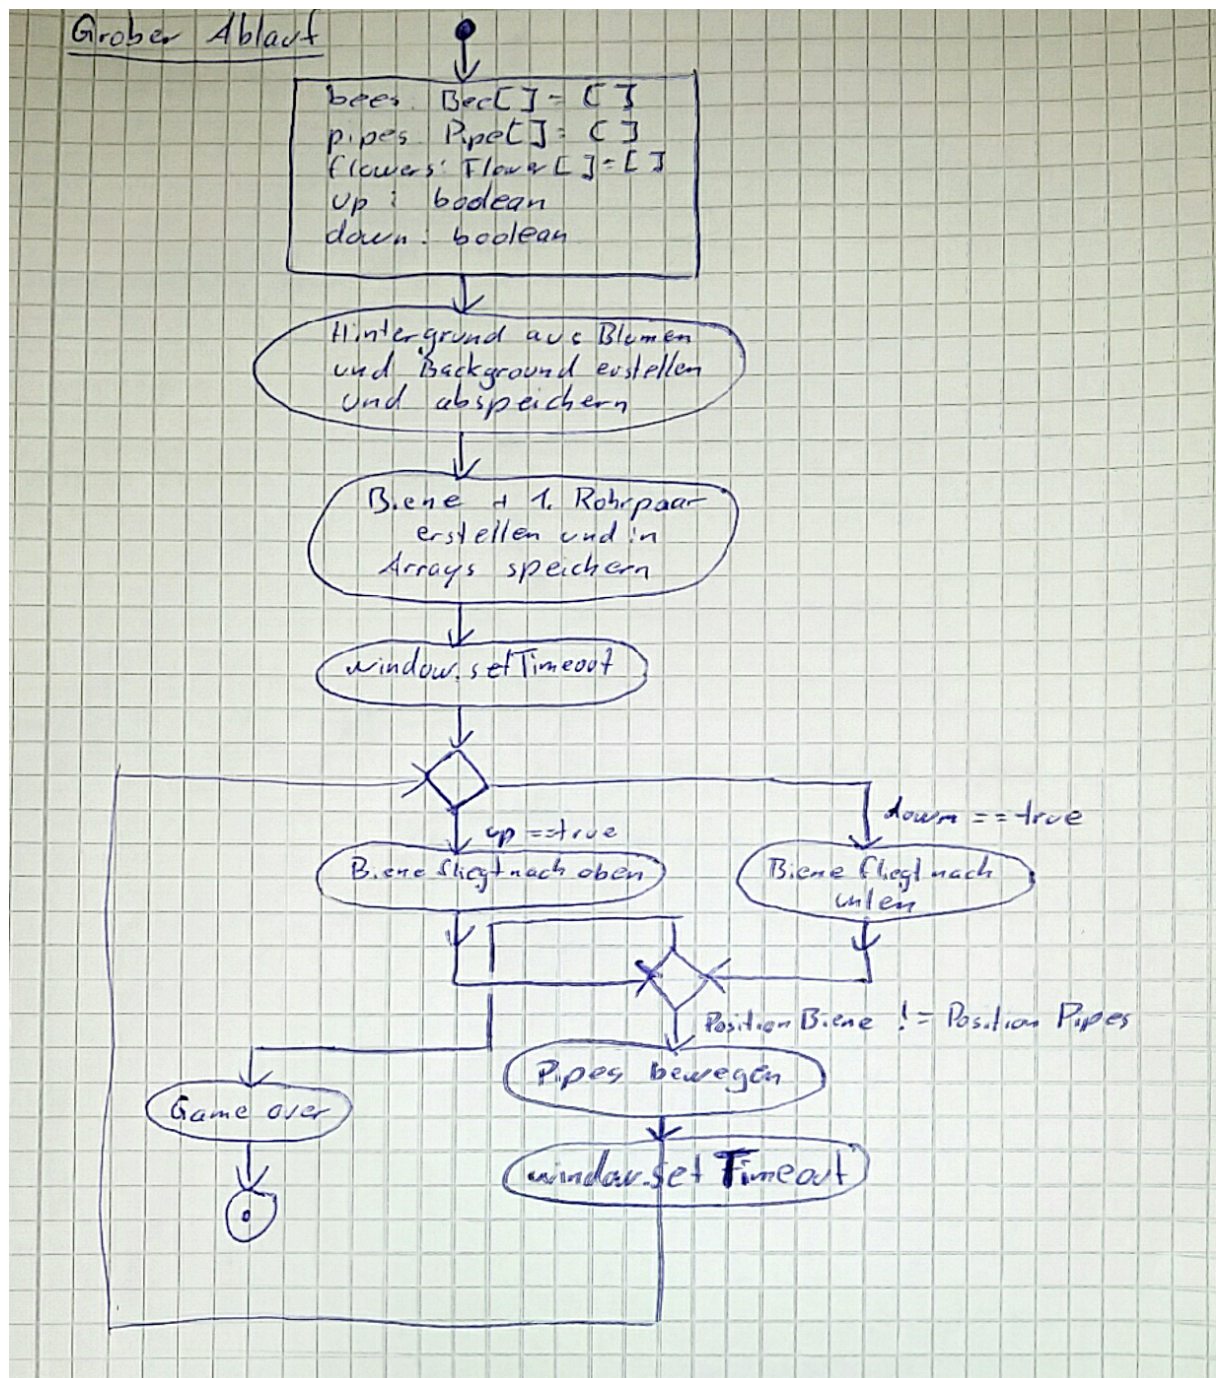 Grober Ablauf
bees: Bee[] = []
pipes: Pipe[] = []
flowers: Flower[] = []
up : boolean
down : boolean
Hintergrund aus Blumen
und Background erstellen
und abspeichern
Biene + 1. Rohrpaar
erstellen und in
Arrays speichern
window.setTimeout
down == true
up == true
Biene fliegt nach oben
Biene fliegt nach
unten
Position Biene != Position Pipes
Pipes bewegen
Game over
window.set Timeout